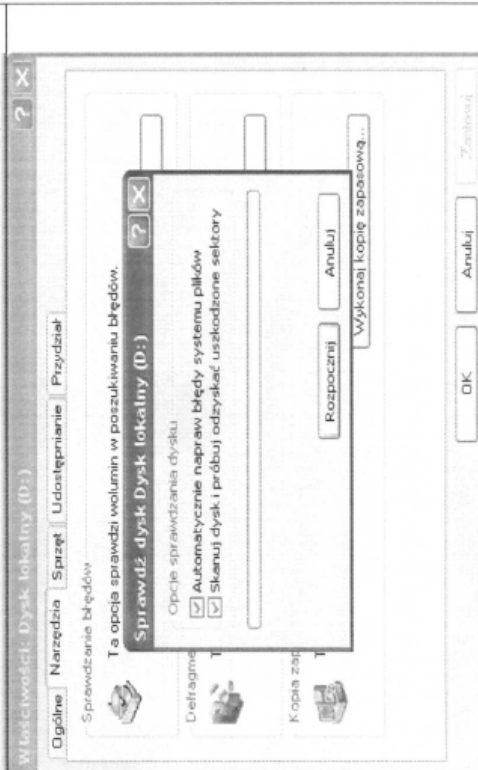 Właściwości: Dysk lokalny (D:)
Ogólne Narzędzia Sprzęt Udostępnianie Przydział
Sprawdzania błędów
Ta opcja sprawdzi wolumin w poszukiwaniu błędów.
Sprawdź dysk Dysk lokalny (D:)
Opcje sprawdzania dysku
Automatycznie napraw błędy systemu plików
Skanuj dysk i próbuj odzyskać uszkodzone sektory
Rozpocznij Anuluj
Defragme
T
Kopia zap
T
Wykonaj kopię zapasową...
OK Anuluj Zastosuj